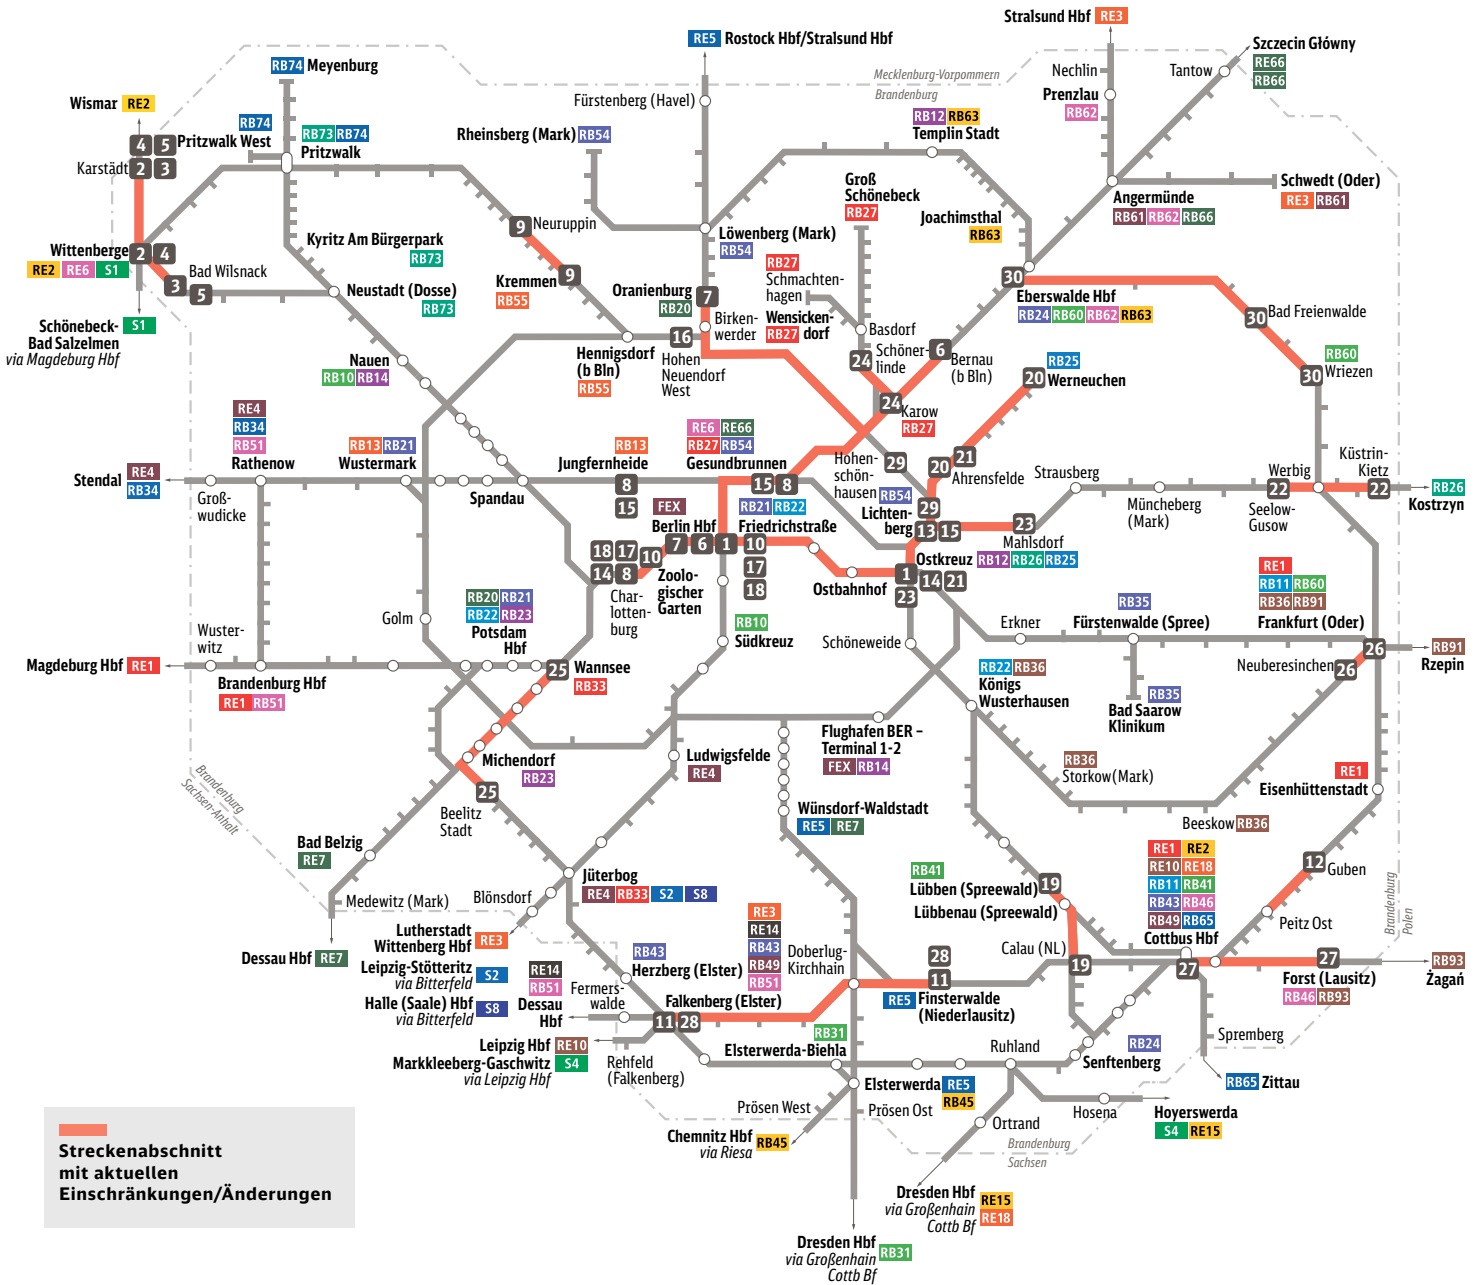 Stralsund Hbf RE3
RE5 Rostock Hbf/Stralsund Hbf
Szczecin Główny
RE66
RB66
RB74 Meyenburg
Nechlin
Tantow
Mecklenburg-Vorpommern
Brandenburg
Prenzlau
RB62
Wismar RE2
Fürstenberg (Havel)
RB74
Pritzwalk West
RB73 RB74
Pritzwalk
Rheinsberg (Mark) RB54
RB12 RB63
Templin Stadt
4 5
Karstädt 2 3
Groß
Schönebeck
RB27
Schwedt (Oder)
RE3 RB61
Angermünde
RB61 RB62 RB66
Joachimsthal
RB63
9 Neuruppin
Kyritz Am Bürgerpark
RB73
Löwenberg (Mark)
RB54
Wittenberge 2 4
RE2 RE6 S1
Bad Wilsnack
3 5
Kremmen 9
RB55
RB27
Schmachten-
hagen
30
Eberswalde Hbf
RB24 RB60 RB62 RB63
Neustadt (Dosse)
RB73
Oranienburg 7
RB20
Birken-
werder
Wensicken-
dorf
RB27
30 Bad Freienwalde
Schönebeck- S1
Bad Salzelmen
via Magdeburg Hbf
Basdorf
Schöner-
linde
24
6 Bernau
(b Bln)
16
Hohen
Neuendorf
West
Hennigsdorf
(b Bln)
RB55
Nauen
RB10 RB14
RB25
20 Werneuchen
RB60
30 Wriezen
24 Karow
RB27
RE4
RB34
RB51
Rathenow
RB13 RB21
Wustermark
RB13
Jungfernheide
8
15
RE6 RE66
RB27 RB54
Gesundbrunnen
15 8
Hohen-
schön-
hausen
29
20 21
Ahrensfelde
Strausberg
Werbig
22
Küstrin-
Kietz
22
RB26
Kostrzyn
Stendal RE4
RB34
Groß-
wudicke
Spandau
RB54
Lichten-
berg
29
13 15
Müncheberg
(Mark)
Seelow-
Gusow
FEX
Berlin Hbf
RB21 RB22
Friedrichstraße
23
Mahlsdorf
RB12 RB26 RB25
18 17
14 8 10 7 6 1 10
17
18
Zoolo-
gischer
Garten
Char-
lotten-
burg
Ostbahnhof
Ostkreuz
1 14 21
23
RE1
RB11 RB60
RB36 RB91
Frankfurt (Oder)
Golm
RB20 RB21
RB22 RB23
Potsdam
Hbf
RB10
Südkreuz
Schöneweide
Erkner
RB35
Fürstenwalde (Spree)
Wuster-
witz
Magdeburg Hbf RE1
Brandenburg Hbf
RE1 RB51
25 Wannsee
RB33
RB22 RB36
Königs
Wusterhausen
26
Neuberesinchen 26
RB91
Rzepin
RB35
Bad Saarow
Klinikum
Flughafen BER –
Terminal 1-2
FEX RB14
Michendorf
RB23
Ludwigsfelde
RE4
RB36
Storkow(Mark)
RE1
Eisenhüttenstadt
Brandenburg
Sachsen-Anhalt
25
Beelitz
Stadt
Wünsdorf-Waldstadt
RE5 RE7
Beeskow RB36
Bad Belzig
RE7
RE1 RE2
RE10 RE18
RB11 RB41
RB43 RB46
RB49 RB65
Cottbus Hbf
12
Guben
Medewitz (Mark)
Blönsdorf
Jüterbog
RE4 RB33 S2 S8
RB41
Lübben (Spreewald) 19
Lübbenau (Spreewald)
Peitz Ost
Brandenburg
Polen
Dessau Hbf RE7
Lutherstadt
Wittenberg Hbf RE3
Leipzig-Stötteritz
via Bitterfeld S2
Halle (Saale) Hbf
via Bitterfeld S8
RB43
Herzberg (Elster)
RE3
RE14
RB43
RB49
RB51
Doberlug-
Kirchhain
28
11
Calau (NL)
19
27
27
Forst (Lausitz)
RB46 RB93
RB93
Żagań
RE14
RB51
Dessau
Hbf
Fermers-
walde
Falkenberg (Elster)
11 28
RE5 Finsterwalde
(Niederlausitz)
RB31
Elsterwerda-Biehla
Ruhland
RB24
Senftenberg
Spremberg
Leipzig Hbf RE10
Markkleeberg-Gaschwitz S4
via Leipzig Hbf
Rehfeld
(Falkenberg)
Elsterwerda RE5
RB45
RB65 Zittau
Prösen West
Prösen Ost
Hosena
Hoyerswerda
S4 RE15
Chemnitz Hbf RB45
via Riesa
Ortrand
Brandenburg
Sachsen
Streckenabschnitt
mit aktuellen
Einschränkungen/Änderungen
Dresden Hbf RE15
via Großenhain RE18
Cottb Bf
Dresden Hbf RB31
via Großenhain
Cottb Bf